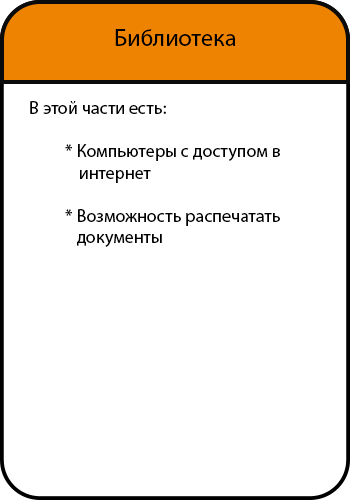 Библиотека
В этой части есть:
* Компьютеры с доступом в
интернет
* Возможность распечатать
документы